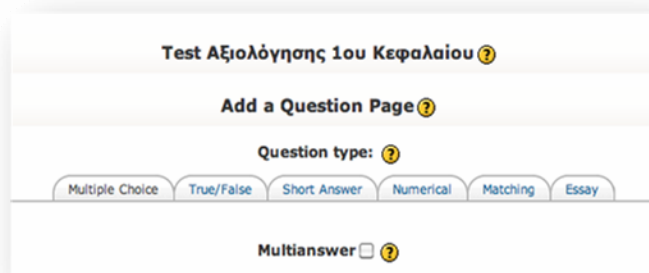 Test Αξιολόγησης 1ου Κεφαλαίου ?
Add a Question Page ?
Question type: ?
Multiple Choice True/False Short Answer Numerical Matching Essay
Multianswer ?